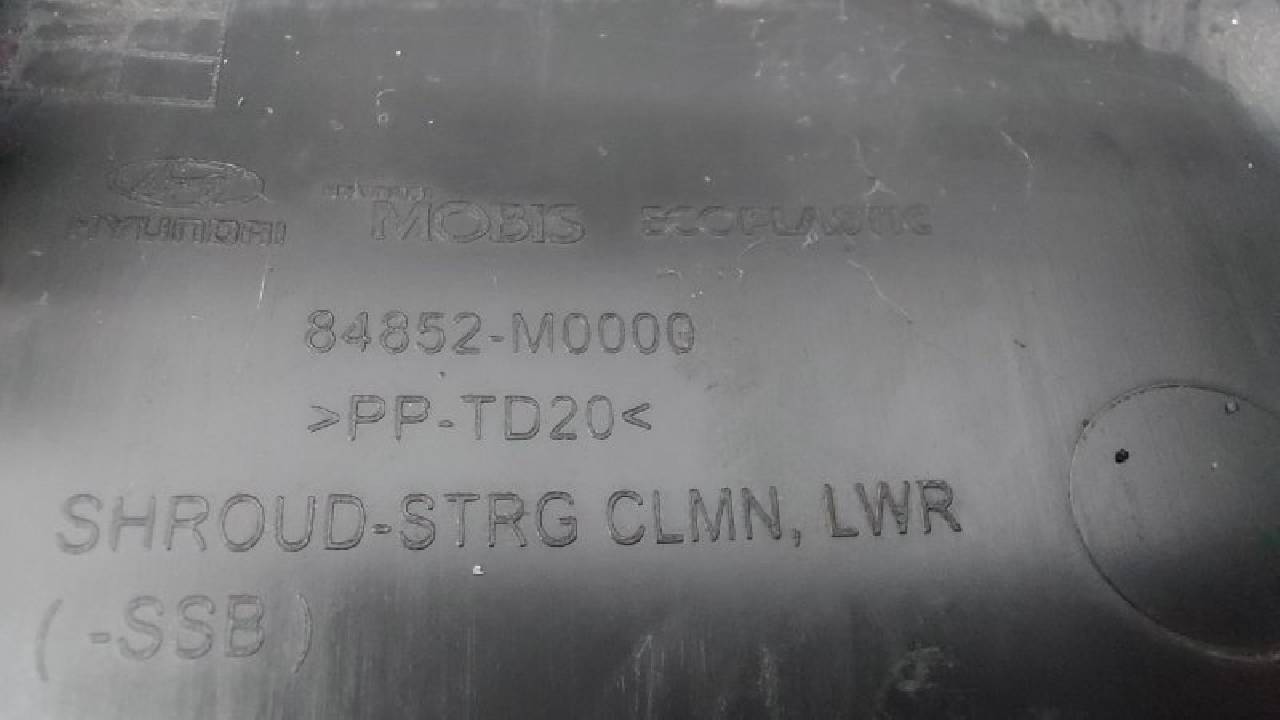 HYUNDAI MOBIS ECOPLASTIC
84852-M0000
>PP-TD20<
SHROUD-STRG CLMN, LWR
( -SSB )